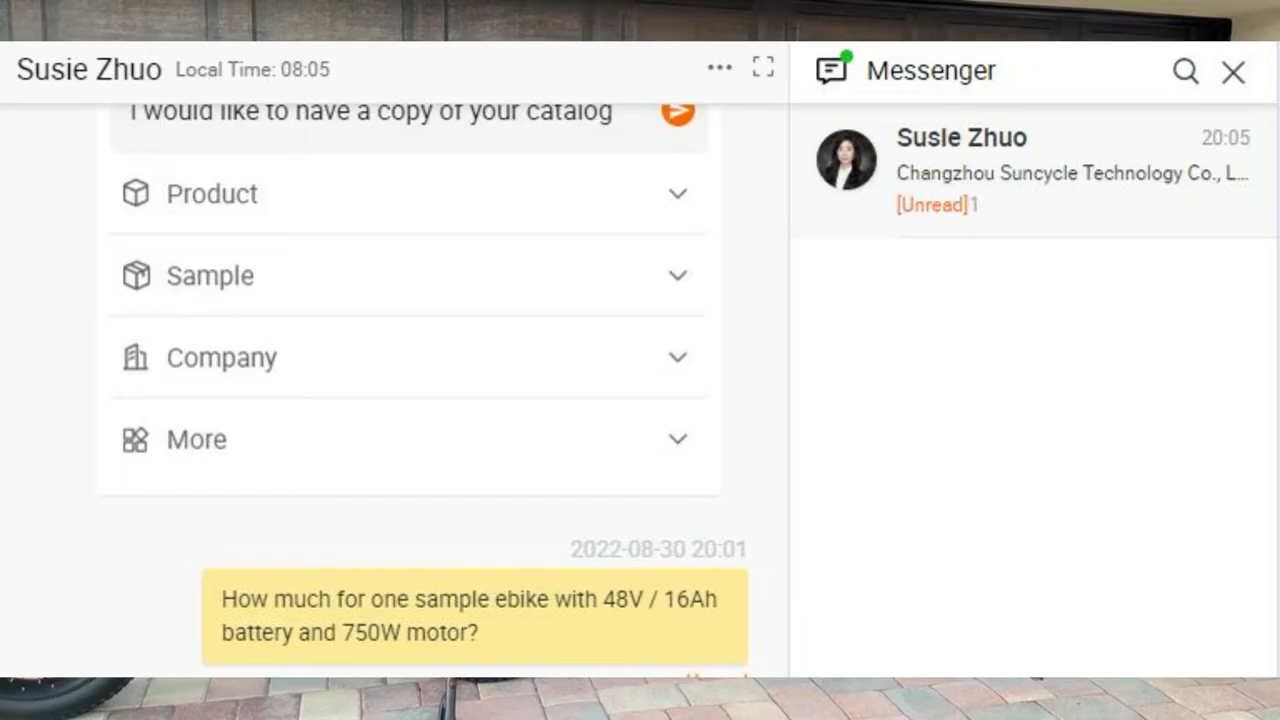 Susie Zhuo Local Time: 08:05
I would like to have a copy of your catalog
Product
Sample
Company
More
2022-08-30 20:01
How much for one sample ebike with 48V / 16Ah
battery and 750W motor?
Messenger
Susie Zhuo 20:05
Changzhou Suncycle Technology Co., L...
[Unread]1